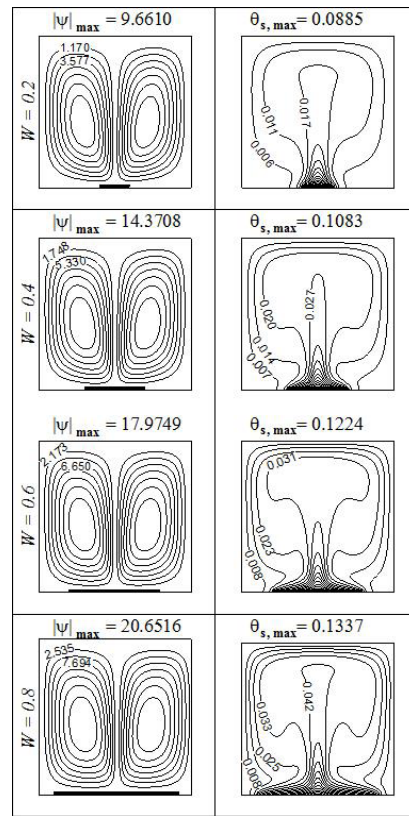 |ψ|max = 9.6610
θs, max = 0.0885
W = 0.2
1.170
3.577
0.011
0.017
0.006
|ψ|max = 14.3708
θs, max = 0.1083
W = 0.4
1.748
5.330
0.020
0.027
0.014
0.007
|ψ|max = 17.9749
θs, max = 0.1224
W = 0.6
2.173
6.650
0.031
0.023
0.008
|ψ|max = 20.6516
θs, max = 0.1337
W = 0.8
2.535
7.694
0.033
0.042
0.025
0.008